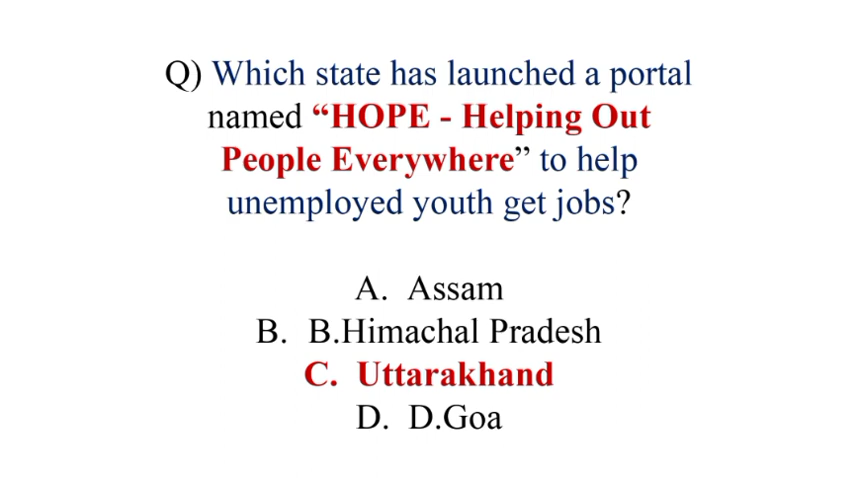 Q) Which state has launched a portal
named “HOPE - Helping Out
People Everywhere” to help
unemployed youth get jobs?
A. Assam
B. B.Himachal Pradesh
C. Uttarakhand
D. D.Goa